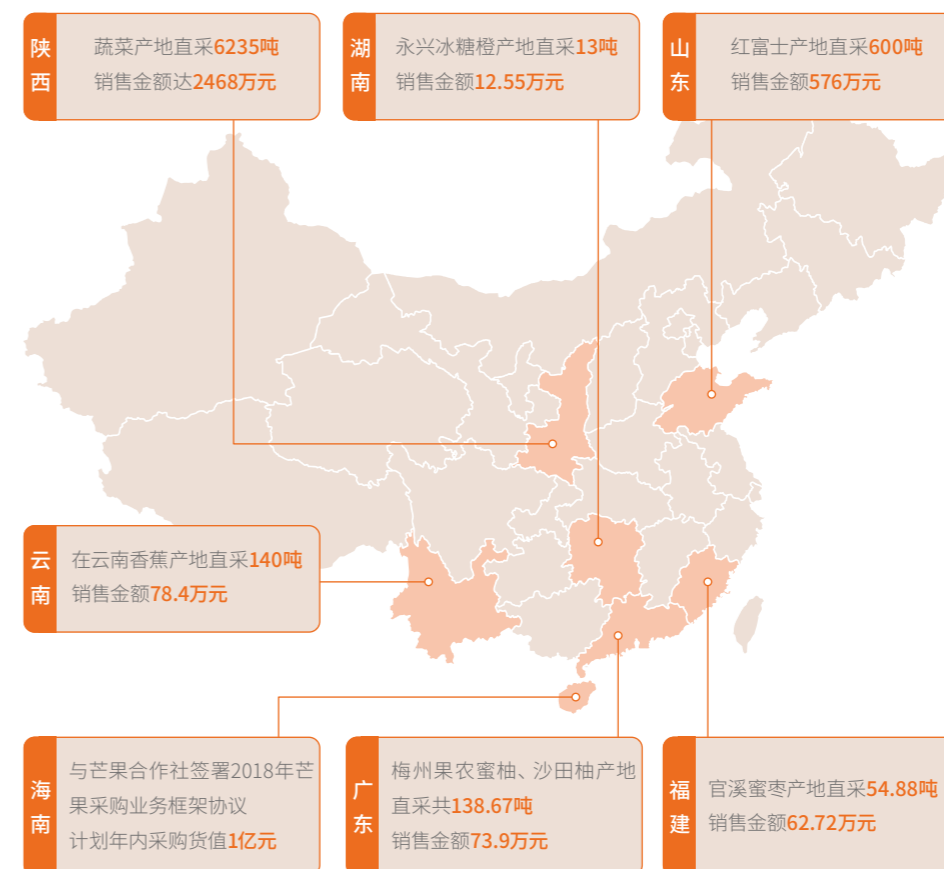 陕西
蔬菜产地直采6235吨
销售金额达2468万元
湖南
永兴冰糖橙产地直采13吨
销售金额12.55万元
山东
红富士产地直采600吨
销售金额576万元
云南
在云南香蕉产地直采140吨
销售金额78.4万元
海南
与芒果合作社签署2018年芒
果采购业务框架协议
计划年内采购货值1亿元
广东
梅州果农蜜柚、沙田柚产地
直采共138.67吨
销售金额73.9万元
福建
官溪蜜枣产地直采54.88吨
销售金额62.72万元